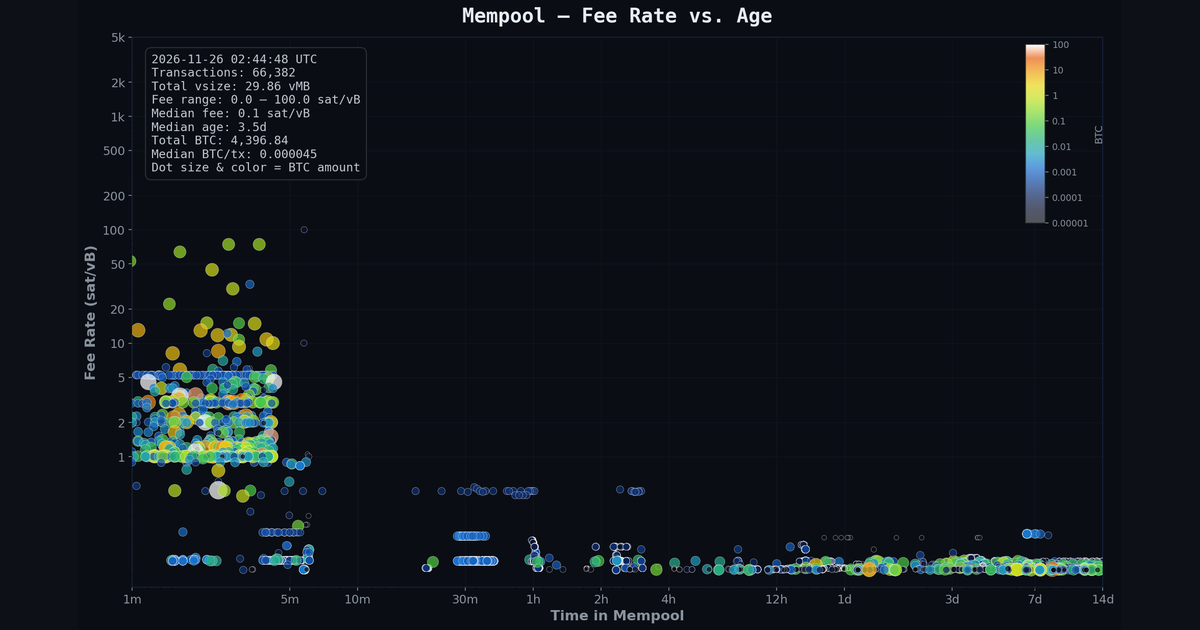 Mempool — Fee Rate vs. Age
5k
2k
1k
500
200
100
50
20
10
5
2
1
Fee Rate (sat/vB)
2026-11-26 02:44:48 UTC
Transactions: 66,382
Total vsize: 29.86 vMB
Fee range: 0.0 – 100.0 sat/vB
Median fee: 0.1 sat/vB
Median age: 3.5d
Total BTC: 4,396.84
Median BTC/tx: 0.000045
Dot size & color = BTC amount
100
10
1
0.1
0.01
0.001
0.0001
0.00001
BTC
1m 5m 10m 30m 1h 2h 4h 12h 1d 3d 7d 14d
Time in Mempool